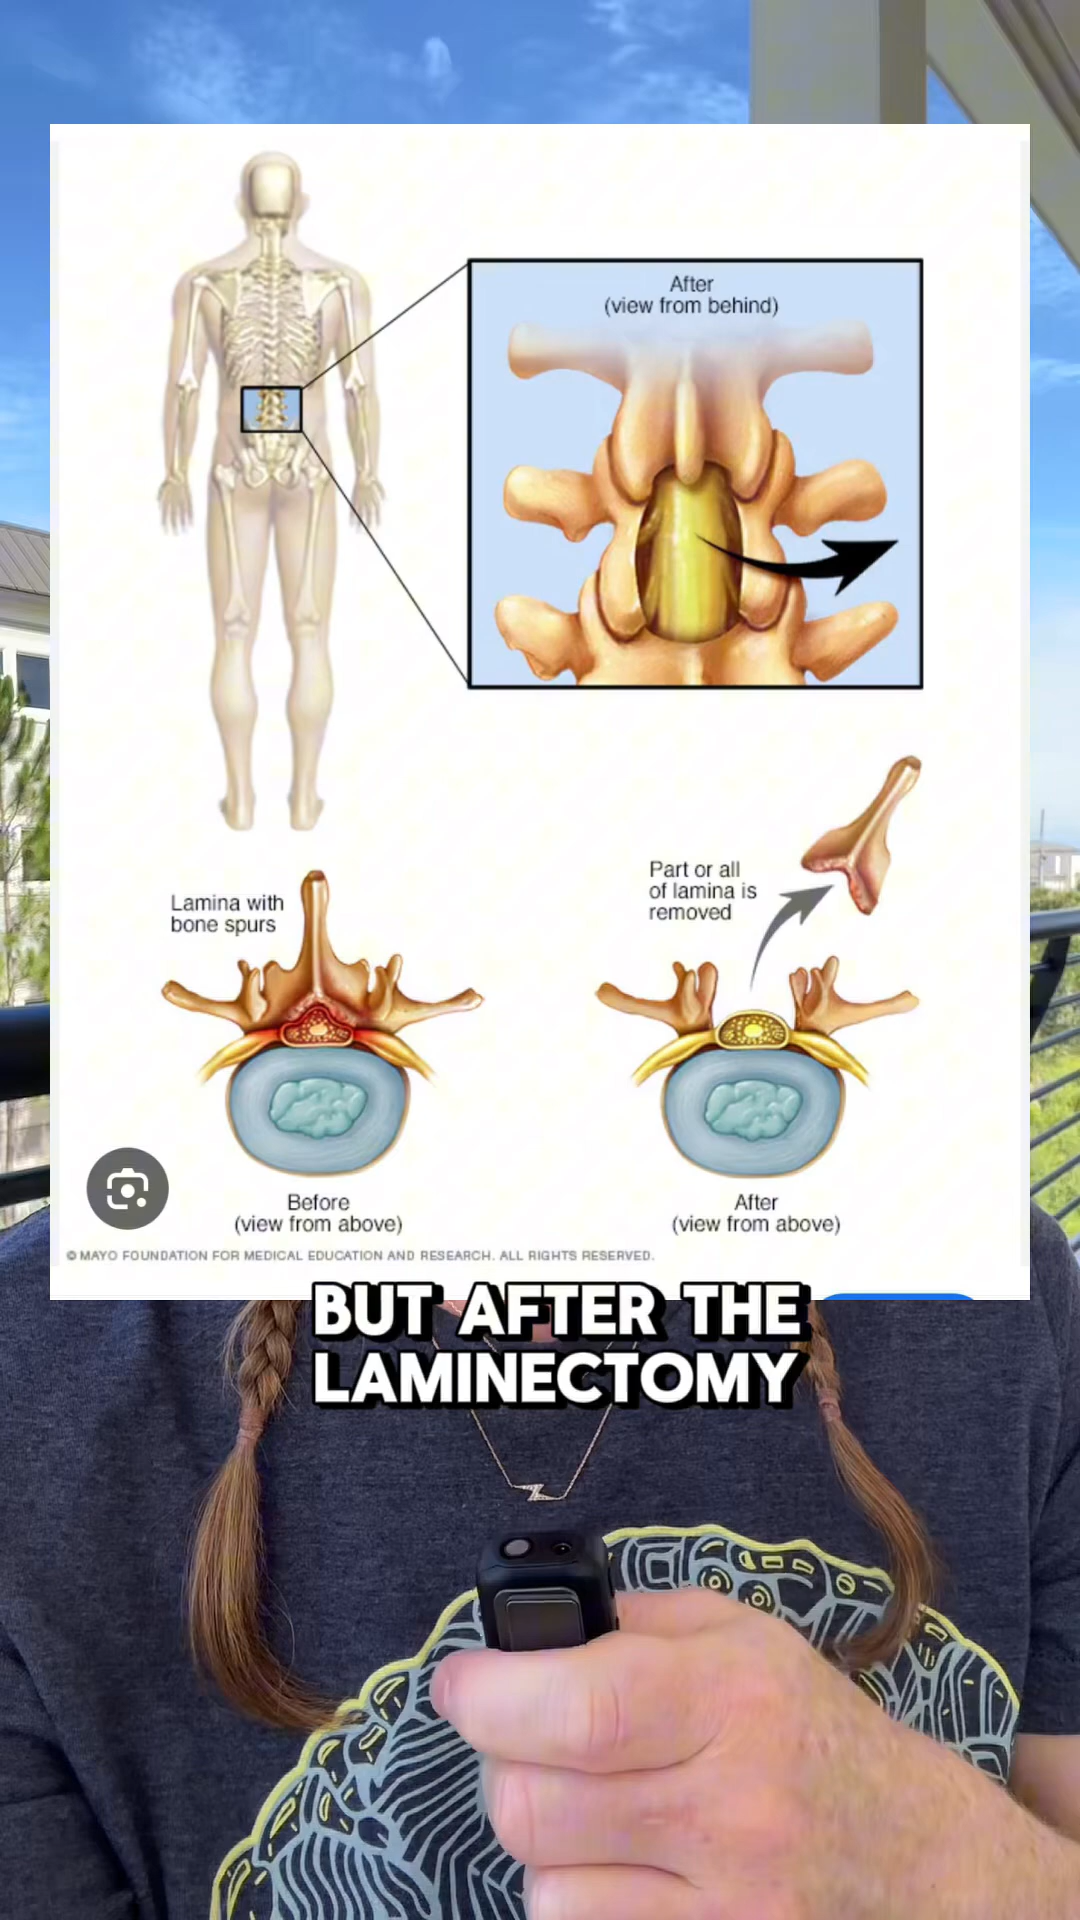 After
(view from behind)
Part or all
of lamina is
removed
Lamina with
bone spurs
Before
(view from above)
After
(view from above)
© MAYO FOUNDATION FOR MEDICAL EDUCATION AND RESEARCH. ALL RIGHTS RESERVED.
BUT AFTER THE
LAMINECTOMY